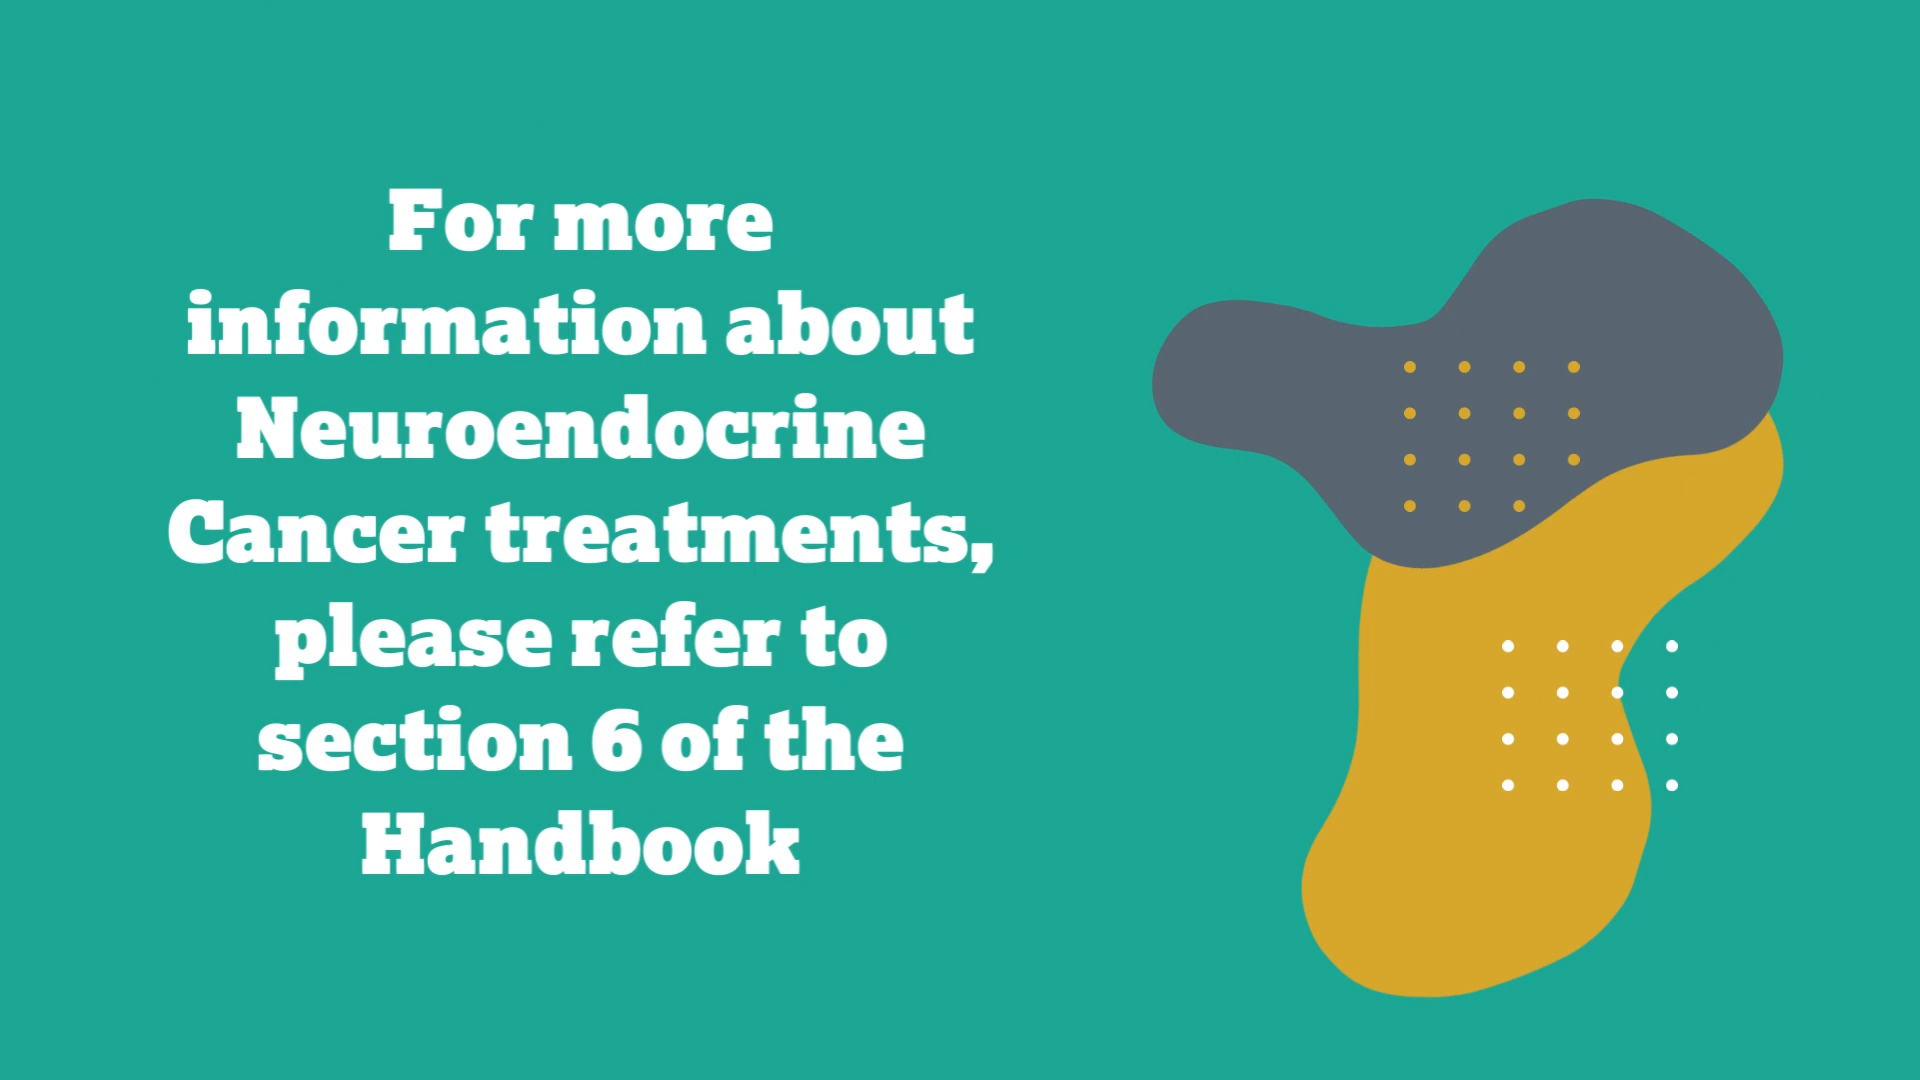 For more
information about
Neuroendocrine
Cancer treatments,
please refer to
section 6 of the
Handbook